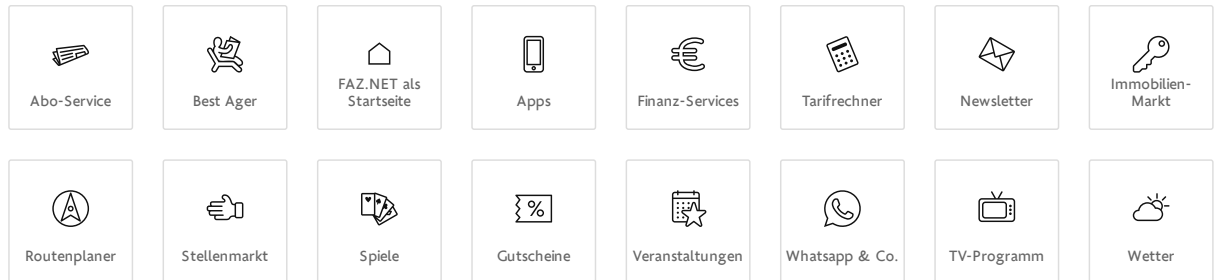 Abo-Service
Best Ager
FAZ.NET als
Startseite
Apps
Finanz-Services
Tarifrechner
Newsletter
Immobilien-
Markt
Routenplaner
Stellenmarkt
Spiele
Gutscheine
Veranstaltungen
Whatsapp & Co.
TV-Programm
Wetter